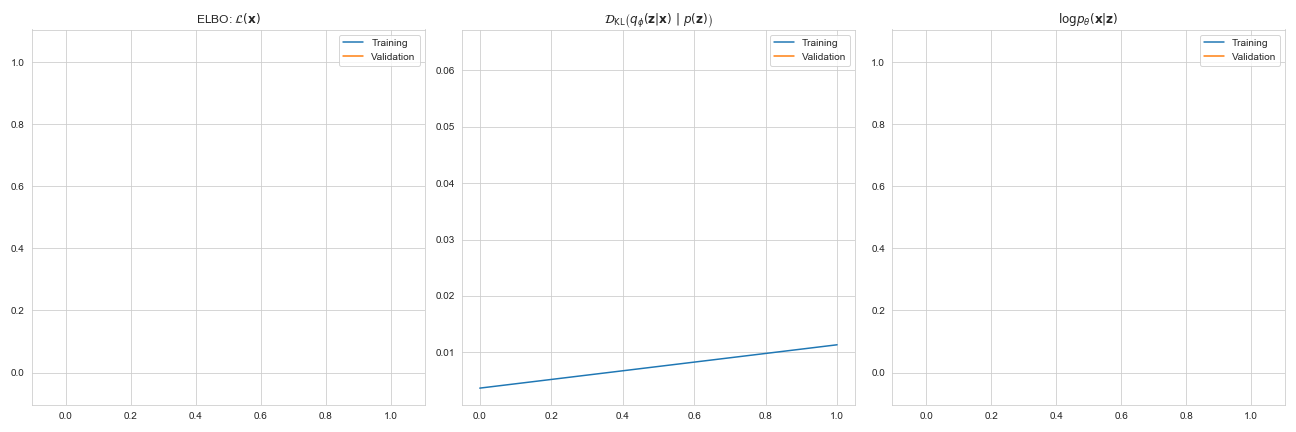 ELBO: ℒ(𝐱)
Training
Validation
1.0
0.8
0.6
0.4
0.2
0.0
0.0 0.2 0.4 0.6 0.8 1.0
𝒟KL(qϕ(𝐳|𝐱) | p(𝐳))
Training
Validation
0.06
0.05
0.04
0.03
0.02
0.01
0.0 0.2 0.4 0.6 0.8 1.0
logpθ(𝐱|𝐳)
Training
Validation
1.0
0.8
0.6
0.4
0.2
0.0
0.0 0.2 0.4 0.6 0.8 1.0